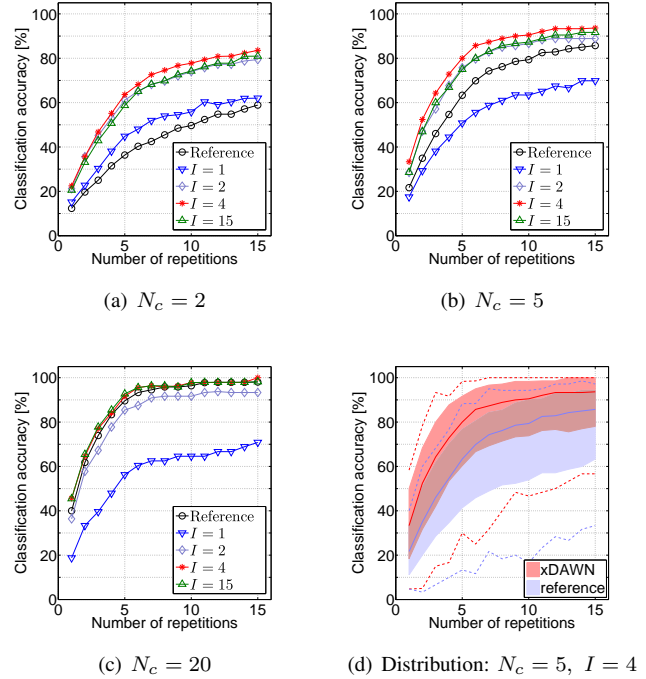 Classification accuracy [%]
100
80
60
40
20
0
0 5 10 15
Number of repetitions
Reference
I = 1
I = 2
I = 4
I = 15
(a) N_c = 2
Classification accuracy [%]
100
80
60
40
20
0
0 5 10 15
Number of repetitions
Reference
I = 1
I = 2
I = 4
I = 15
(b) N_c = 5
Classification accuracy [%]
100
80
60
40
20
0
0 5 10 15
Number of repetitions
Reference
I = 1
I = 2
I = 4
I = 15
(c) N_c = 20
Classification accuracy [%]
100
80
60
40
20
0
0 5 10 15
Number of repetitions
xDAWN
reference
(d) Distribution: N_c = 5, I = 4